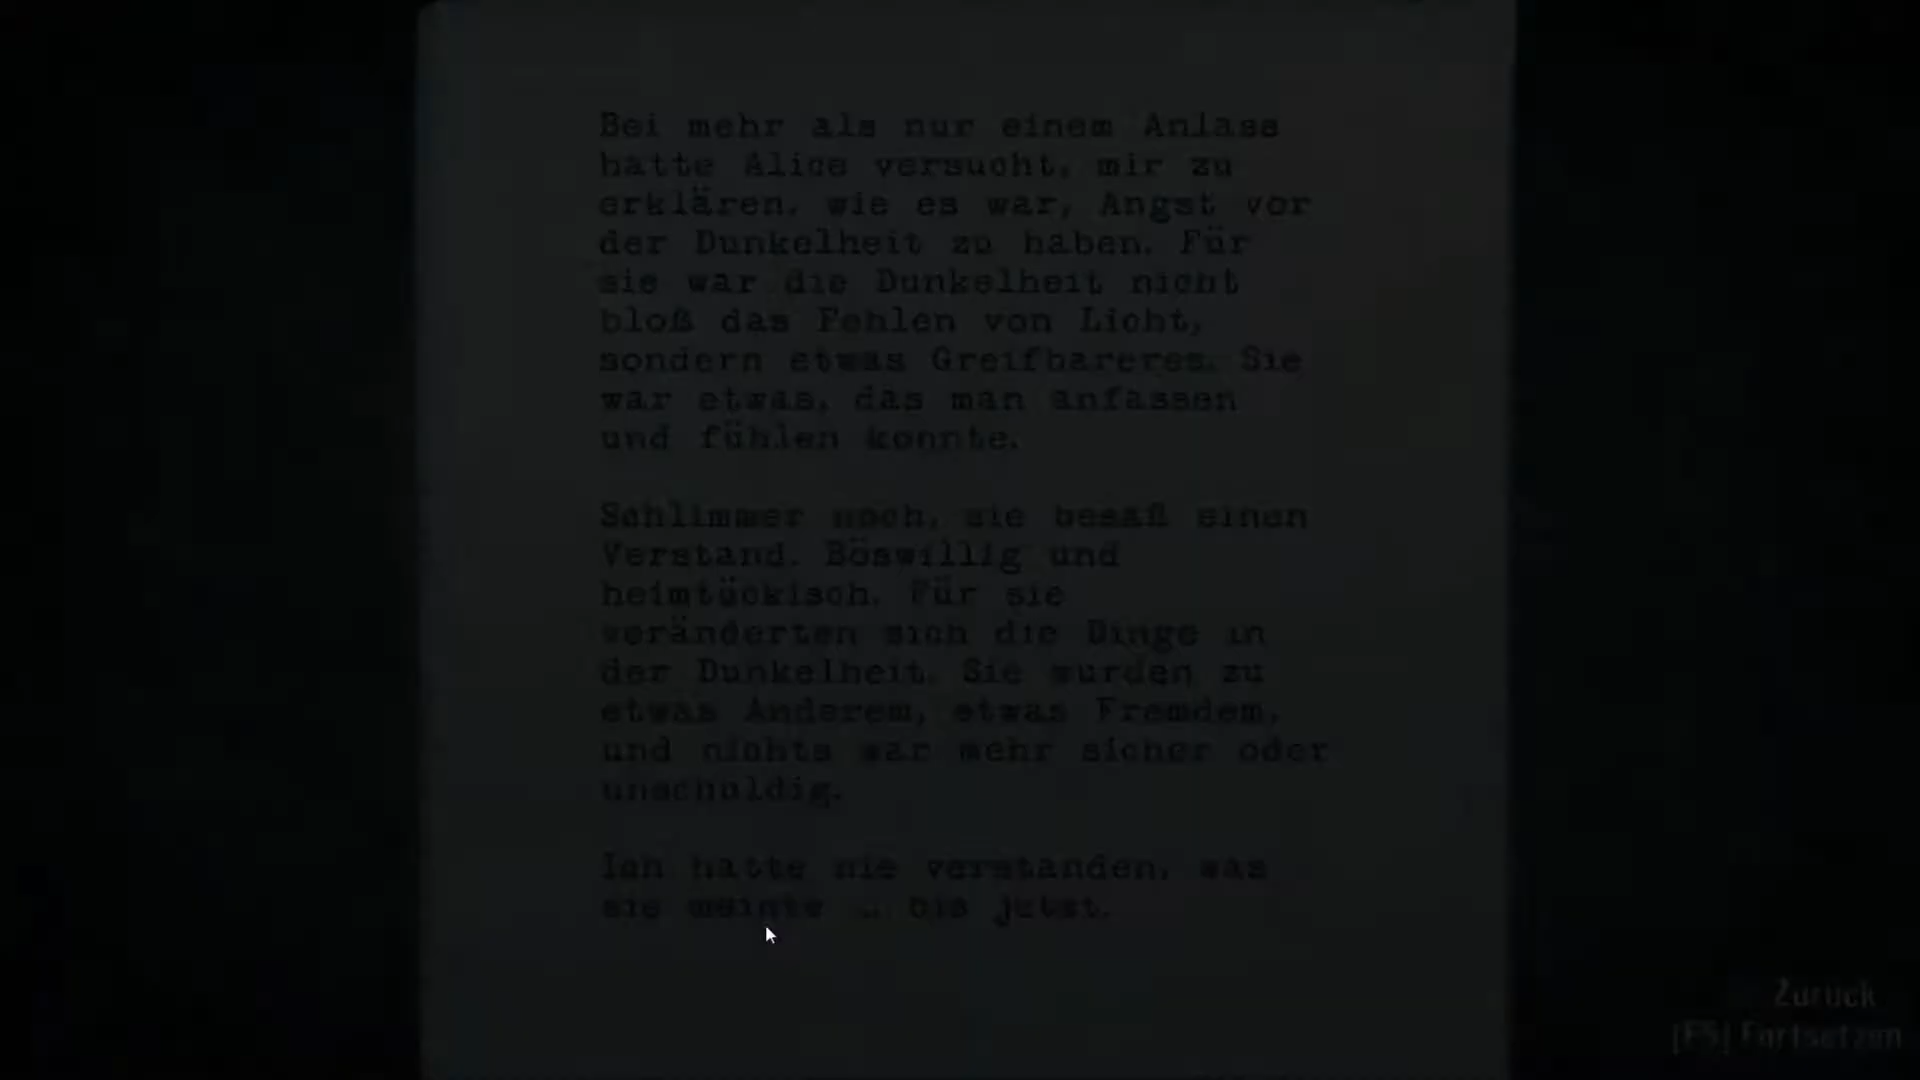 Bei mehr als nur einem Anlass
hatte Alice versucht, mir zu
erklären, wie es war, Angst vor
der Dunkelheit zu haben. Für
sie war die Dunkelheit nicht
bloß das Fehlen von Licht,
sondern etwas Greifbareres. Sie
war etwas, das man anfassen
und fühlen konnte.
Schlimmer noch, sie besaß einen
Verstand. Böswillig und
heimtückisch. Für sie
veränderten sich die Dinge in
der Dunkelheit. Sie wurden zu
etwas Anderem, etwas Fremdem,
und nichts war mehr sicher oder
unschuldig.
Ich hatte nie verstanden, was
sie meinte … bis jetzt.
Zurück
[F5] Fortsetzen